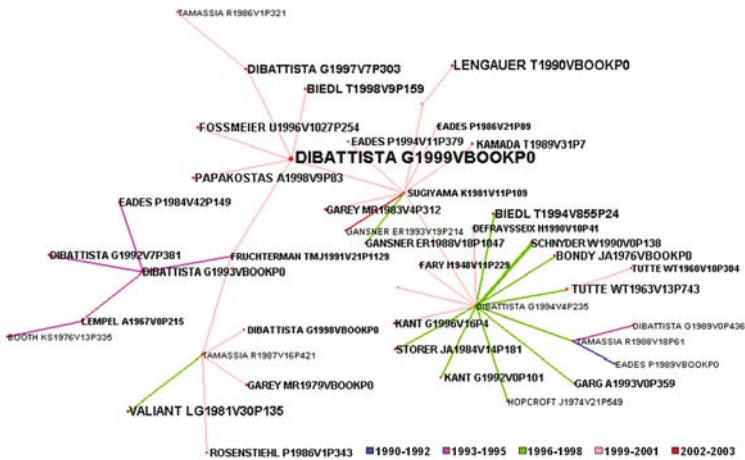 TAMASSIA R1986V1P321
DIBATTISTA G1997V7P303
LENGAUER T1990VBOOKP0
BIEDL T1998V9P159
FOSSMEIER U1996V1027P254
EADES P1986V21P89
EADES P1994V11P379
KAMADA T1989V31P7
DIBATTISTA G1999VBOOKP0
PAPAKOSTAS A1998V9P83
SUGIYAMA K1981V11P109
EADES P1984V42P149
GAREY MR1983V4P312
BIEDL T1994V855P24
GANSNER ER1993V19P214
DEFRAYSSEIX H1990V10P41
GANSNER ER1988V18P1047
SCHNYDER W1990V0P138
DIBATTISTA G1992V7P381
FRUCHTERMAN TMJ1991V21P1129
BONDY JA1976VBOOKP0
DIBATTISTA G1993VBOOKP0
FARY I1948V11P229
TUTTE WT1960V10P304
TUTTE WT1963V13P743
DIBATTISTA G1994V4P235
LEMPEL A1967V0P215
KANT G1996V16P4
DIBATTISTA G1989V0P436
BOOTH KS1976V13P335
DIBATTISTA G1998VBOOKP0
TAMASSIA R1988V18P61
STORER JA1984V14P181
TAMASSIA R1987V16P421
EADES P1989VBOOKP0
KANT G1992V0P101
GAREY MR1979VBOOKP0
GARG A1993V0P359
HOPCROFT J1974V21P549
VALIANT LG1981V30P135
ROSENSTIEHL P1986V1P343
1990-1992 1993-1995 1996-1998 1999-2001 2002-2003